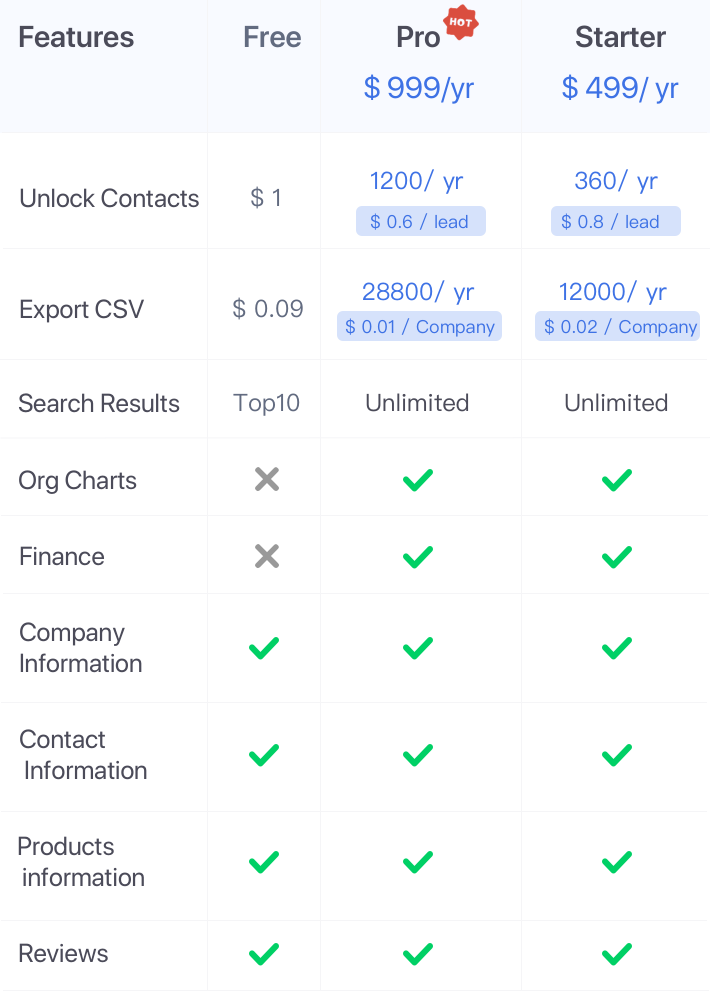 Features
Free
Pro
HOT
Starter
$ 999/yr
$ 499/ yr
Unlock Contacts
$ 1
1200/ yr
$ 0.6 / lead
360/ yr
$ 0.8 / lead
Export CSV
$ 0.09
28800/ yr
$ 0.01 / Company
12000/ yr
$ 0.02 / Company
Search Results
Top10
Unlimited
Unlimited
Org Charts
Finance
Company
Information
Contact
Information
Products
information
Reviews